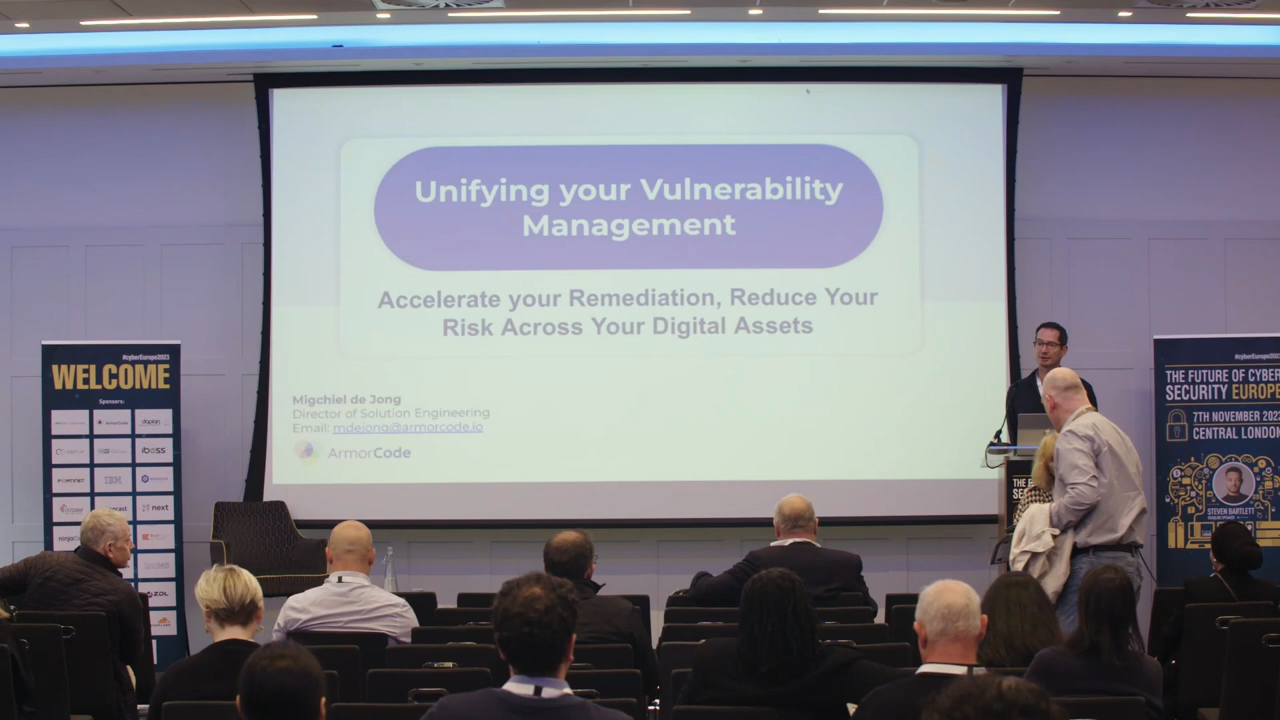 Unifying your Vulnerability
Management
Accelerate your Remediation, Reduce Your
Risk Across Your Digital Assets
Migchiel de Jong
Director of Solution Engineering
Email: mdejong@armorcode.io
ArmorCode
#cyberEurope2023
WELCOME
Sponsors:
ArmorCode
iboss
FORTINET
IBM
next
ZOL
THE FUTURE OF CYBER
SECURITY EUROPE
7TH NOVEMBER 2023
CENTRAL LONDON
STEVEN BARTLETT